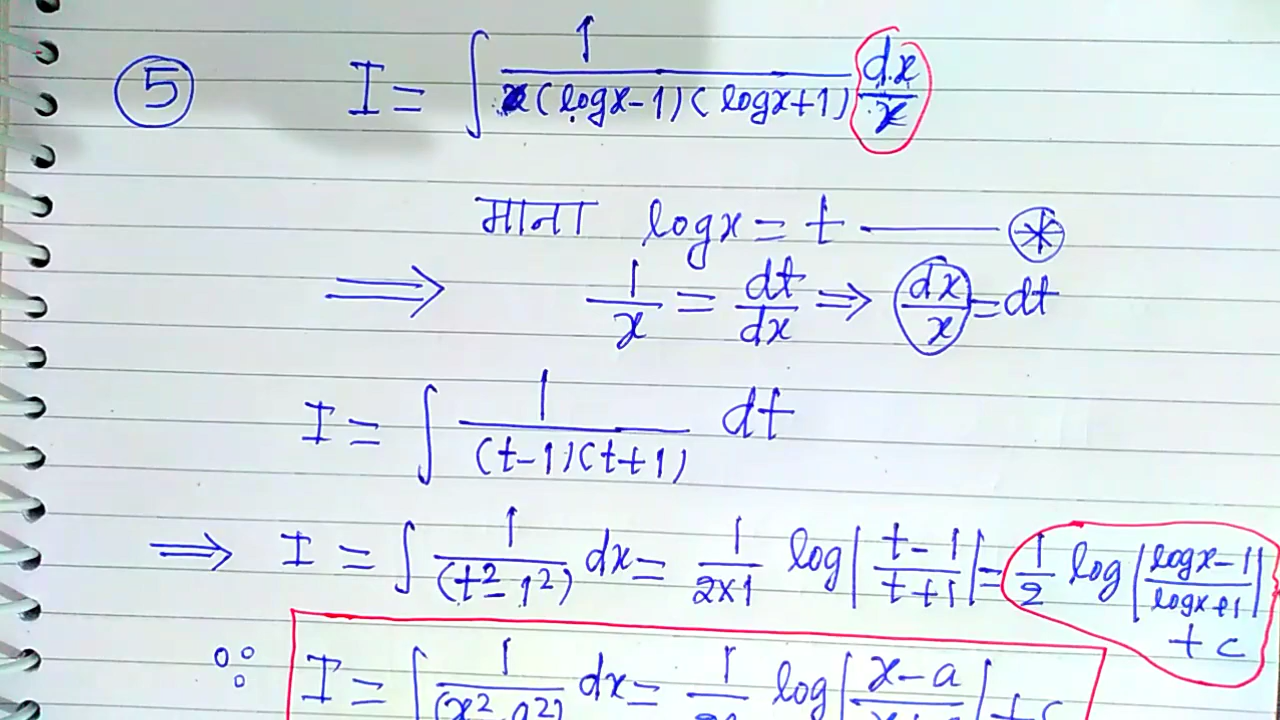 5 I = ∫ 1/((logx-1)(logx+1)) dx/x
माना logx = t —— *
⇒ 1/x = dt/dx ⇒ dx/x = dt
I = ∫ 1/((t-1)(t+1)) dt
⇒ I = ∫ 1/(t²-1²) dx = 1/(2×1) log|(t-1)/(t+1)| = 1/2 log|(logx-1)/(logx+1)| + c
∵ I = ∫ 1/(x²-a²) dx = 1/ log|(x-a)/ | + c